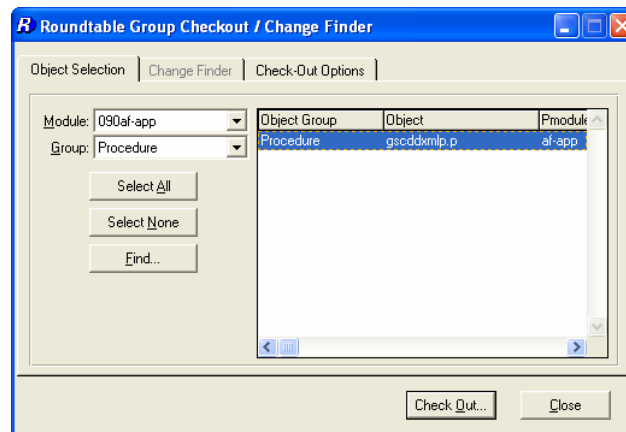 Roundtable Group Checkout / Change Finder
Object Selection Change Finder Check-Out Options
Module: 090af-app
Group: Procedure
Select All
Select None
Find...
Object Group Object Pmodule
Procedure gscddxmlp.p af-app
Check Out... Close